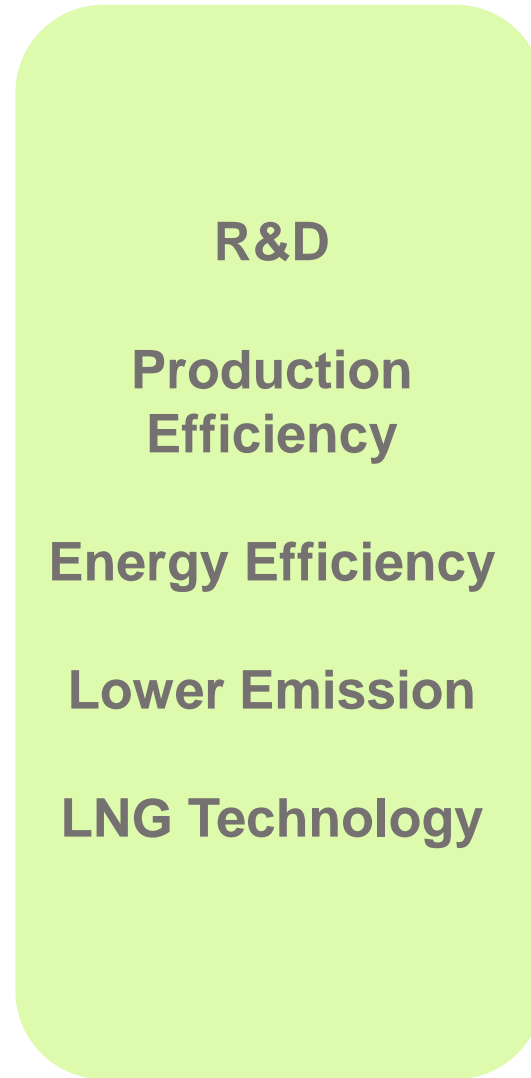 R&D
Production
Efficiency
Energy Efficiency
Lower Emission
LNG Technology